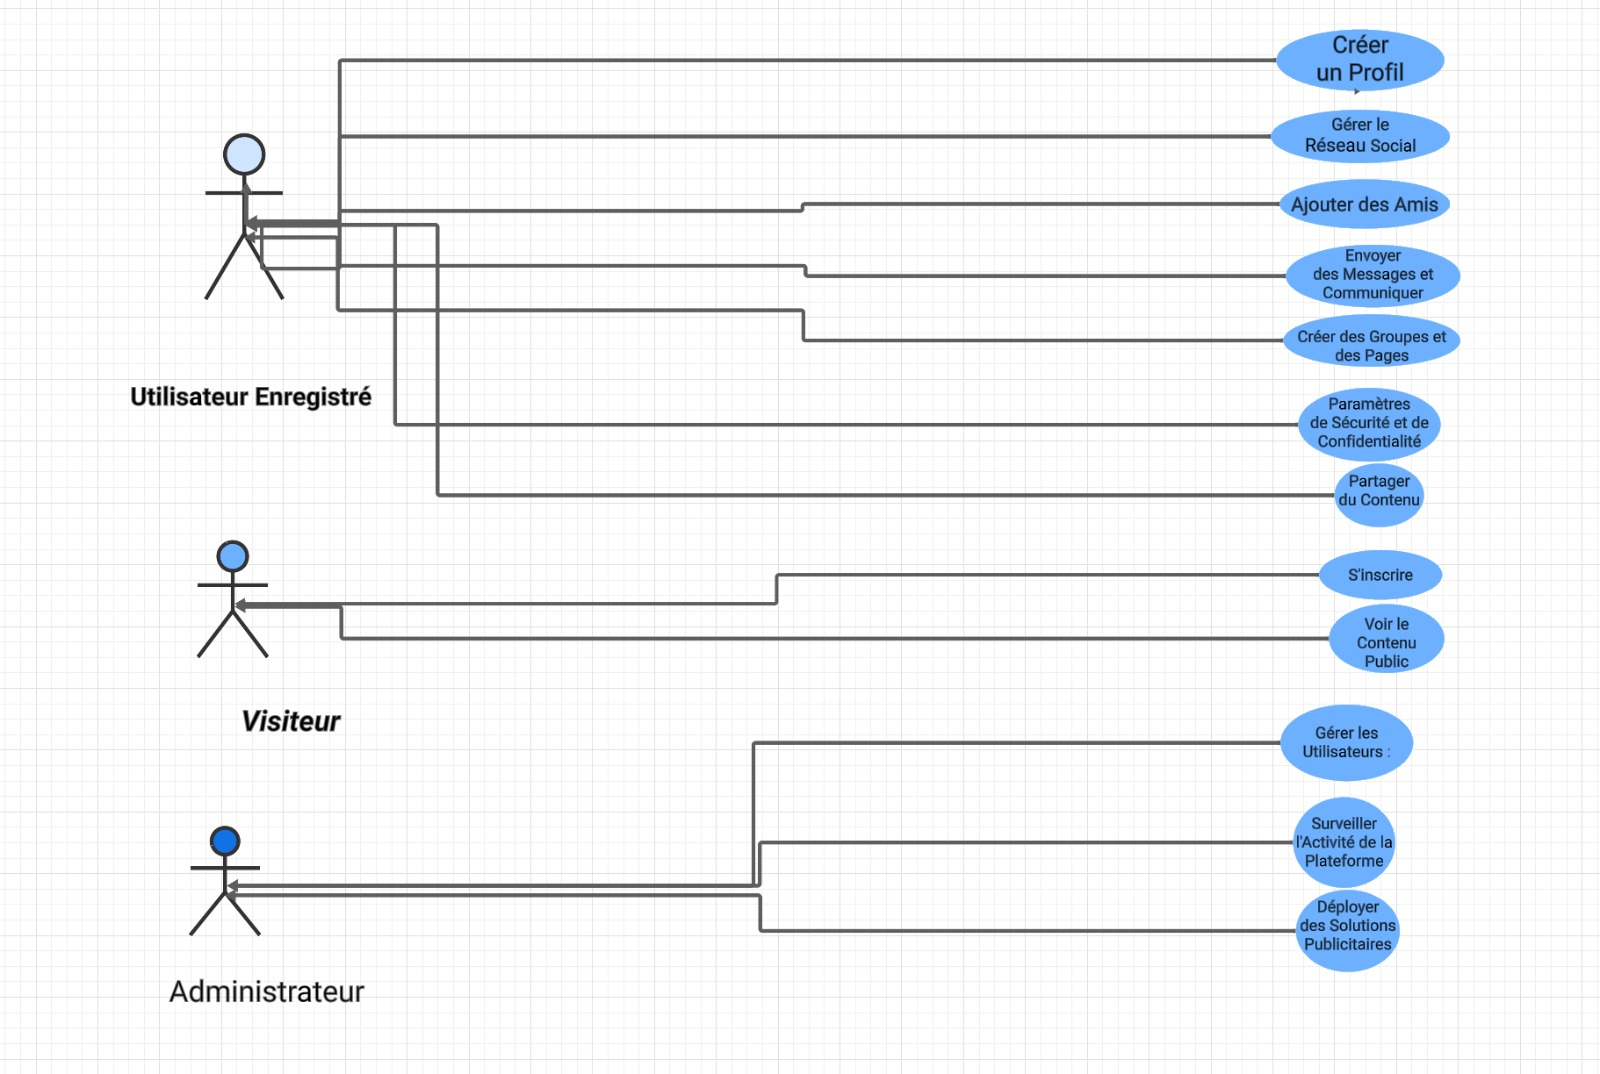 Créer
un Profil
Gérer le
Réseau Social
Ajouter des Amis
Envoyer
des Messages et
Communiquer
Créer des Groupes et
des Pages
Utilisateur Enregistré
Paramètres
de Sécurité et de
Confidentialité
Partager
du Contenu
S'inscrire
Voir le
Contenu
Public
Visiteur
Gérer les
Utilisateurs :
Surveiller
l'Activité de la
Plateforme
Déployer
des Solutions
Publicitaires
Administrateur